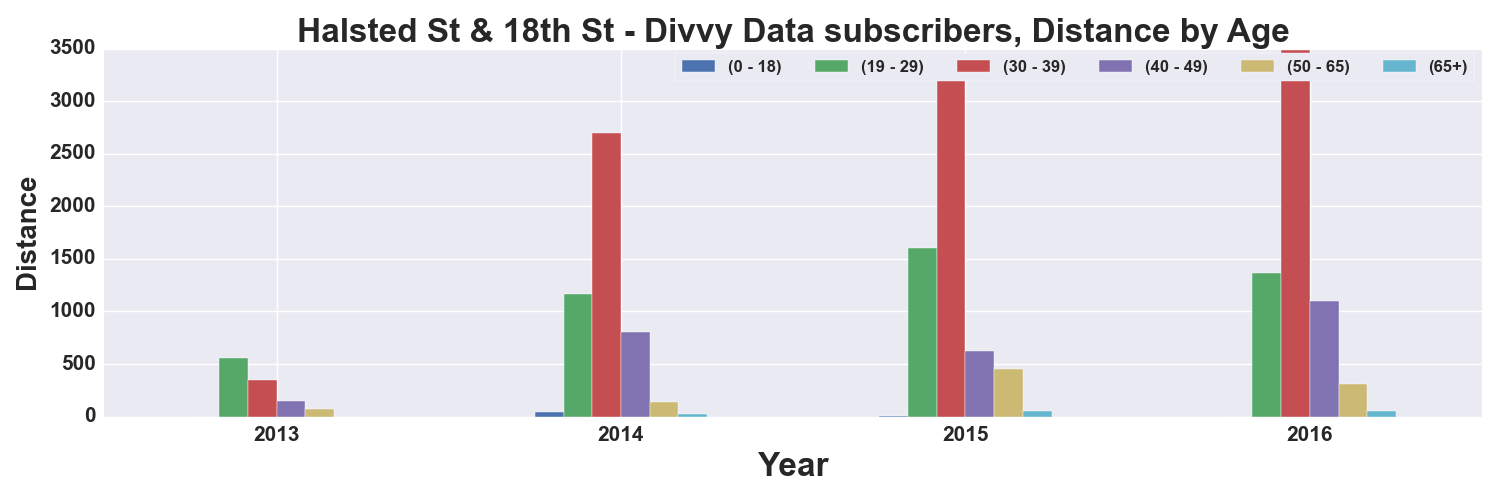 Halsted St & 18th St - Divvy Data subscribers, Distance by Age
(0 - 18) (19 - 29) (30 - 39) (40 - 49) (50 - 65) (65+)
3500
3000
2500
2000
1500
1000
500
0
Distance
2013 2014 2015 2016
Year